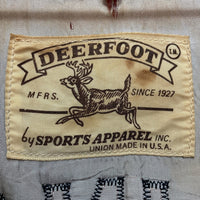 DEERFOOT
MFRS. SINCE 1927
by SPORTS APPAREL INC.
UNION MADE IN U.S.A.